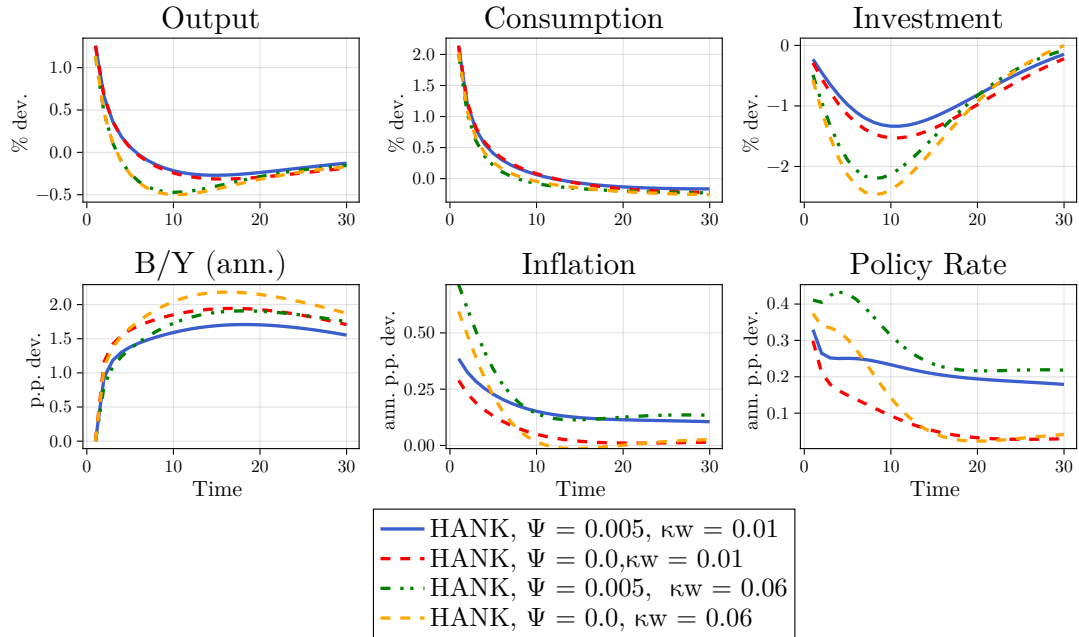 Output
Consumption
Investment
% dev.
1.0
0.5
0.0
−0.5
0
10
20
30
% dev.
2.0
1.5
1.0
0.5
0.0
0
10
20
30
% dev.
0
−1
−2
0
10
20
30
B/Y (ann.)
Inflation
Policy Rate
p.p. dev.
2.0
1.5
1.0
0.5
0.0
0
10
20
30
Time
ann. p.p. dev.
0.50
0.25
0.00
0
10
20
30
Time
ann. p.p. dev.
0.4
0.3
0.2
0.1
0
10
20
30
Time
HANK, Ψ = 0.005, κw = 0.01
HANK, Ψ = 0.0,κw = 0.01
HANK, Ψ = 0.005,  κw = 0.06
HANK, Ψ = 0.0, κw = 0.06